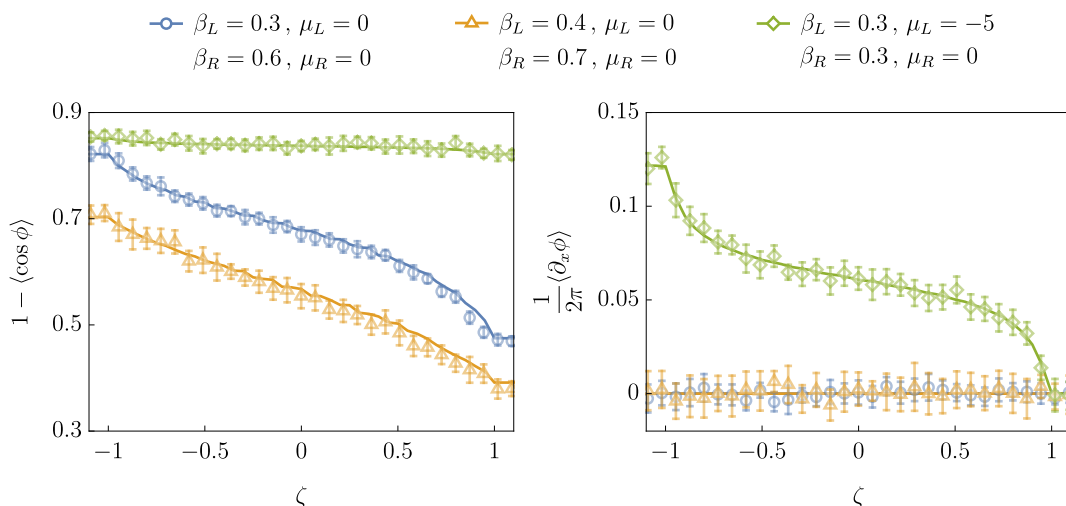 β_L = 0.3 , μ_L = 0
β_R = 0.6 , μ_R = 0
β_L = 0.4 , μ_L = 0
β_R = 0.7 , μ_R = 0
β_L = 0.3 , μ_L = −5
β_R = 0.3 , μ_R = 0
1 − ⟨cos ϕ⟩
0.9
0.7
0.5
0.3
−1
−0.5
0
0.5
1
ζ
1/2π ⟨∂_x ϕ⟩
0.15
0.1
0.05
0
−1
−0.5
0
0.5
1
ζ